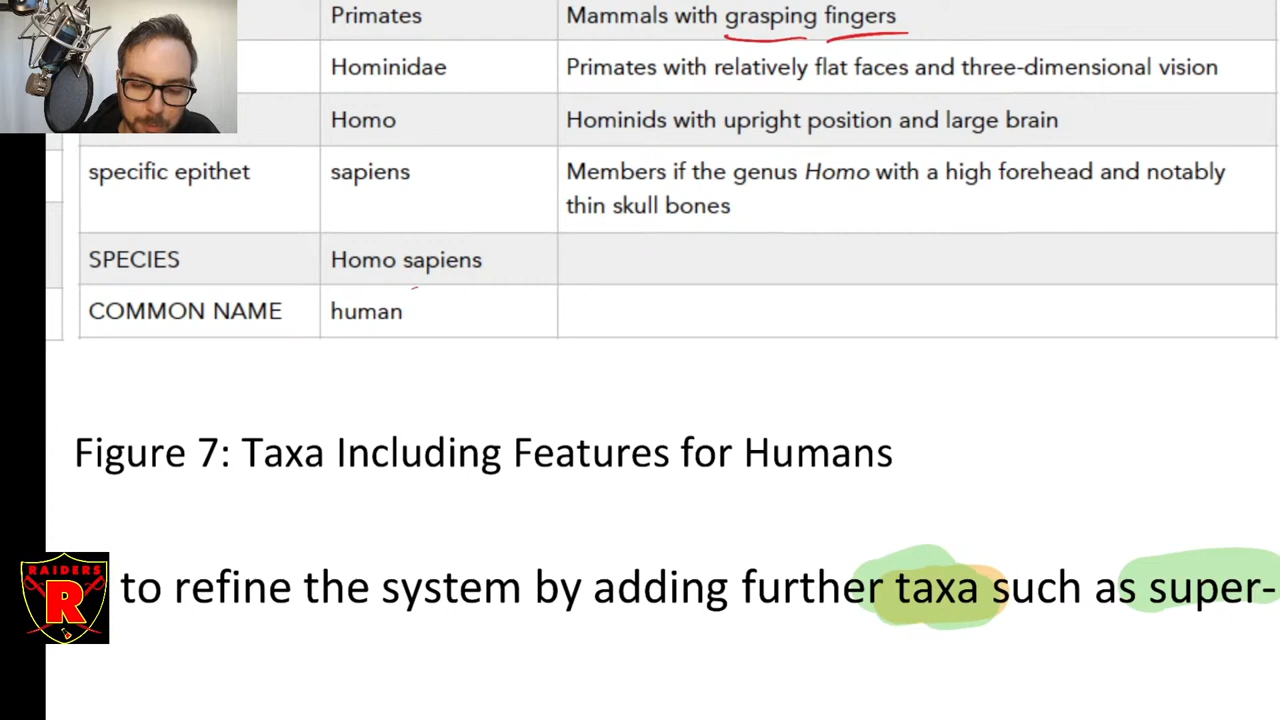 Primates Mammals with grasping fingers
Hominidae Primates with relatively flat faces and three-dimensional vision
Homo Hominids with upright position and large brain
specific epithet sapiens Members if the genus Homo with a high forehead and notably
thin skull bones
SPECIES Homo sapiens
COMMON NAME human
Figure 7: Taxa Including Features for Humans
RAIDERS
R
to refine the system by adding further taxa such as super-